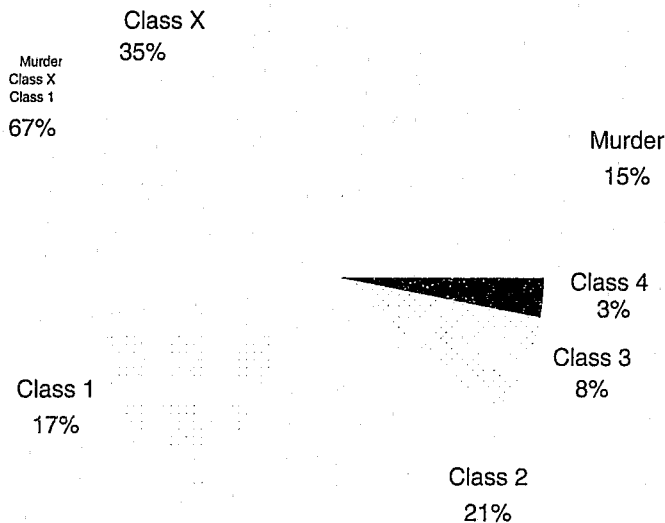 Class X
35%
Murder
Class X
Class 1
67%
Murder
15%
Class 4
3%
Class 3
8%
Class 1
17%
Class 2
21%